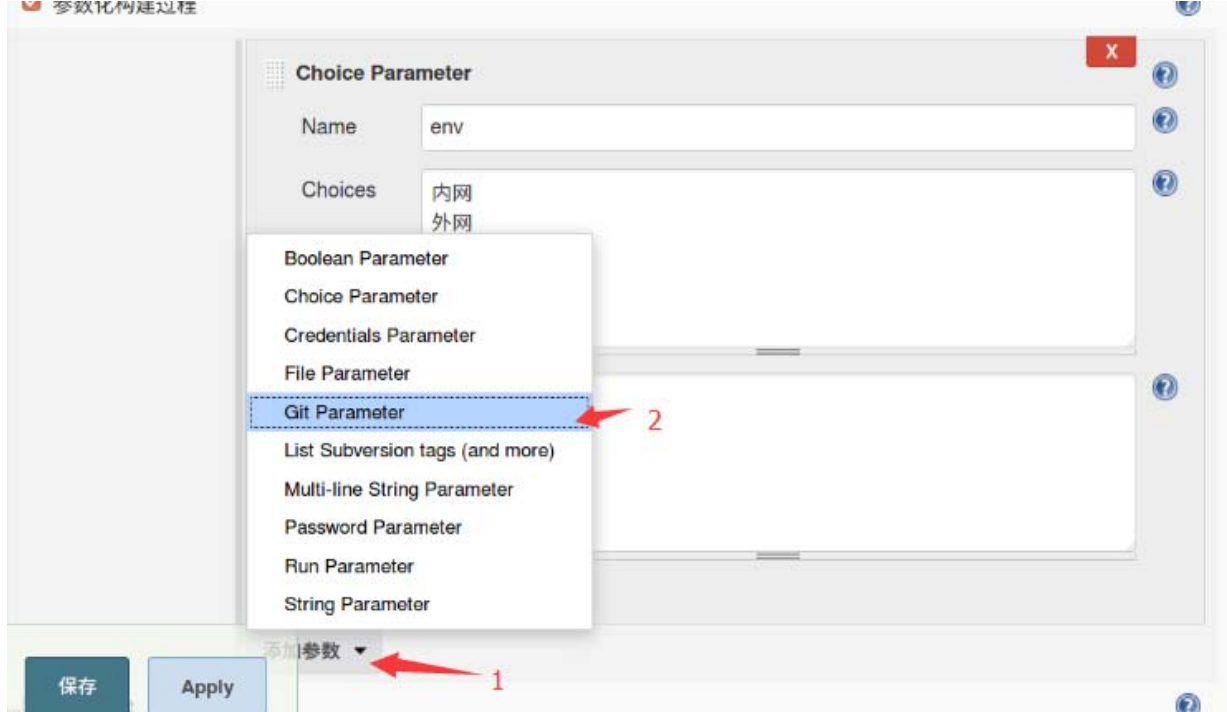 参数化构建过程
X
Choice Parameter
Name
env
Choices
内网
外网
Boolean Parameter
Choice Parameter
Credentials Parameter
File Parameter
Git Parameter
2
List Subversion tags (and more)
Multi-line String Parameter
Password Parameter
Run Parameter
String Parameter
添加参数
1
保存
Apply